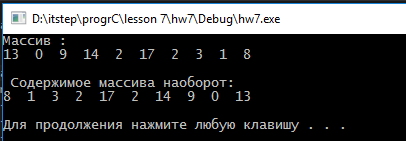 D:\itstep\progrC\lesson 7\hw7\Debug\hw7.exe
Массив :
13 0 9 14 2 17 2 3 1 8
Содержимое массива наоборот:
8 1 3 2 17 2 14 9 0 13
Для продолжения нажмите любую клавишу . . .